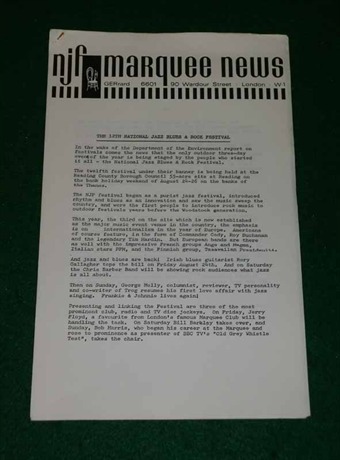 njf marquee news
GERrard 6601 90 Wardour Street London W·1
THE 12TH NATIONAL JAZZ BLUES & ROCK FESTIVAL
In the wake of the Department of the Environment report on
festivals comes the news that the only outdoor three-day
event of the year is being staged by the people who started
it all - the National Jazz Blues & Rock Festival.
The twelfth festival under their banner is being held at the
Reading County Borough Council 35-acre site at Reading on
the bank holiday weekend of August 24-26 on the banks of
the Thames.
The NJF Festival began as a purist jazz festival, introduced
rhythm and blues as an innovation and saw the music sweep the
country, and were the first people to introduce rock music to
outdoor festivals years before the Woodstock generation.
This year, the third on the site which is now established
as the major music event venue in the country, the emphasis
is on internationales in the year of Europe. Americans
of course feature, in the form of Commander Cody, Roy Buchanan
and the legendary Tim Hardin. But European bands are there
as well with the impressive French groups Ange and Magma,
Italian stars PFM, and the Finnish group, Tasavallan Presidentti.
And jazz and blues are back! Irish blues guitarist Rory
Gallagher tops the bill on Friday August 24th. And on Saturday
the Chris Barber Band will be showing rock audiences what jazz
is all about.
Then on Sunday, George Melly, columnist, reviewer, TV personality
and co-writer of Trog resumes his first love affair with jazz
singing. Frankie & Johnnie lives again!
Presenting and linking the Festival are three of the most
prominent club, radio and TV disc jockeys. On Friday, Jerry
Floyd, a favourite from London's famous Marquee Club will be
handling the task. On Saturday Bill Barkley takes over, and
Sunday, Bob Harris, who began his career at the Marquee and
rose to prominence as presenter of BBC TV's "Old Grey Whistle
Test", takes the chair.